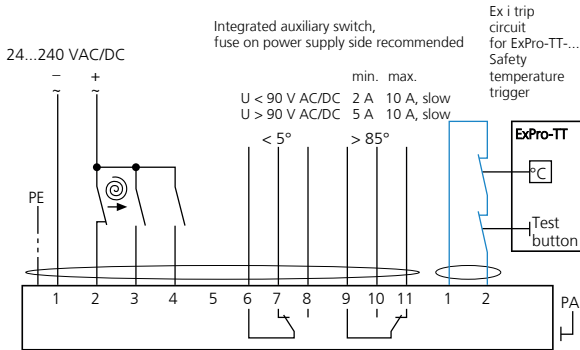 Ex i trip
circuit
for ExPro-TT-...
Safety
temperature
trigger
Integrated auxiliary switch,
fuse on power supply side recommended
24...240 VAC/DC
– +
~ ~
min. max.
U < 90 V AC/DC 2 A 10 A, slow
U > 90 V AC/DC 5 A 10 A, slow
< 5° > 85°
ExPro-TT
°C
PE
Test
button
1 2 3 4 5 6 7 8 9 10 11 1 2
PA